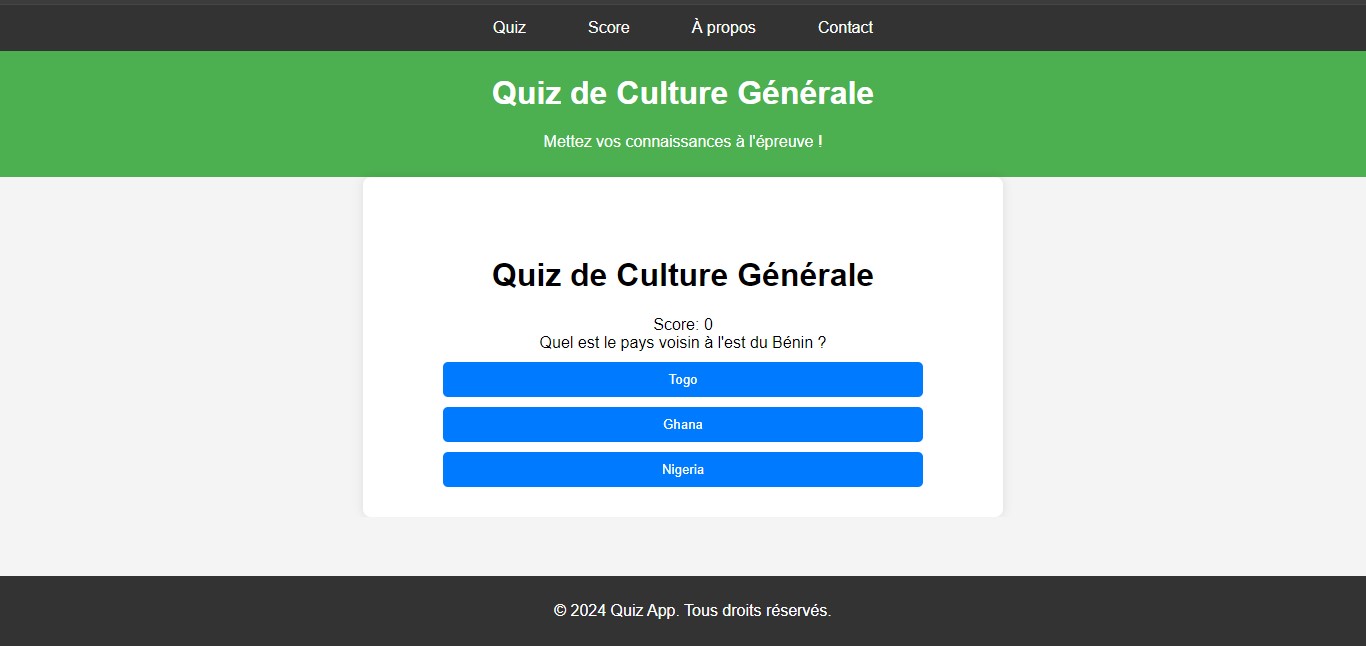 Quiz Score À propos Contact
Quiz de Culture Générale
Mettez vos connaissances à l'épreuve !
Quiz de Culture Générale
Score: 0
Quel est le pays voisin à l'est du Bénin ?
Togo
Ghana
Nigeria
© 2024 Quiz App. Tous droits réservés.